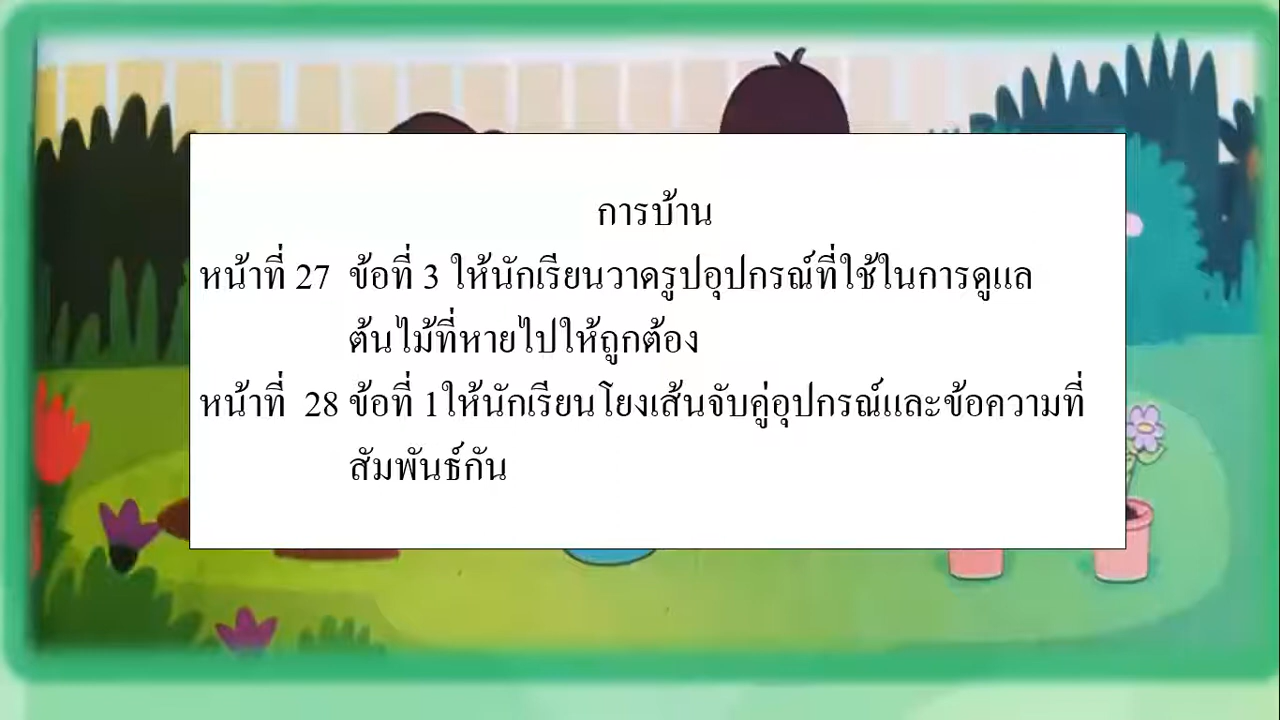 การบ้าน
หน้าที่ 27 ข้อที่ 3 ให้นักเรียนวาดรูปอุปกรณ์ที่ใช้ในการดูแล
ต้นไม้ที่หายไปให้ถูกต้อง
หน้าที่ 28 ข้อที่ 1ให้นักเรียนโยงเส้นจับคู่อุปกรณ์และข้อความที่
สัมพันธ์กัน